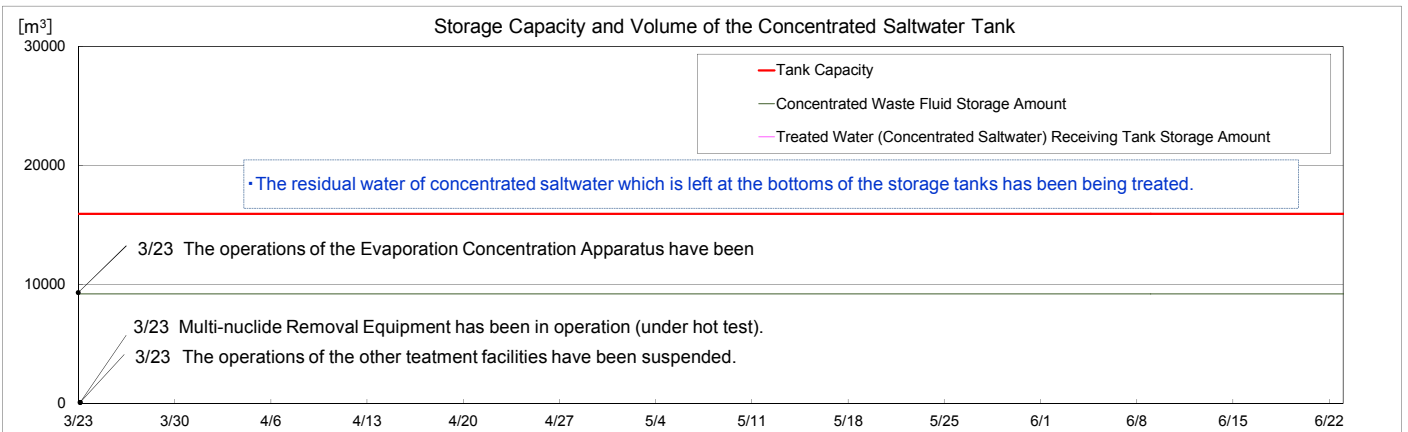 Storage Capacity and Volume of the Concentrated Saltwater Tank
[m³]
30000
Tank Capacity
Concentrated Waste Fluid Storage Amount
Treated Water (Concentrated Saltwater) Receiving Tank Storage Amount
20000
・The residual water of concentrated saltwater which is left at the bottoms of the storage tanks has been being treated.
3/23 The operations of the Evaporation Concentration Apparatus have been
10000
3/23 Multi-nuclide Removal Equipment has been in operation (under hot test).
3/23 The operations of the other teatment facilities have been suspended.
0
3/23 3/30 4/6 4/13 4/20 4/27 5/4 5/11 5/18 5/25 6/1 6/8 6/15 6/22